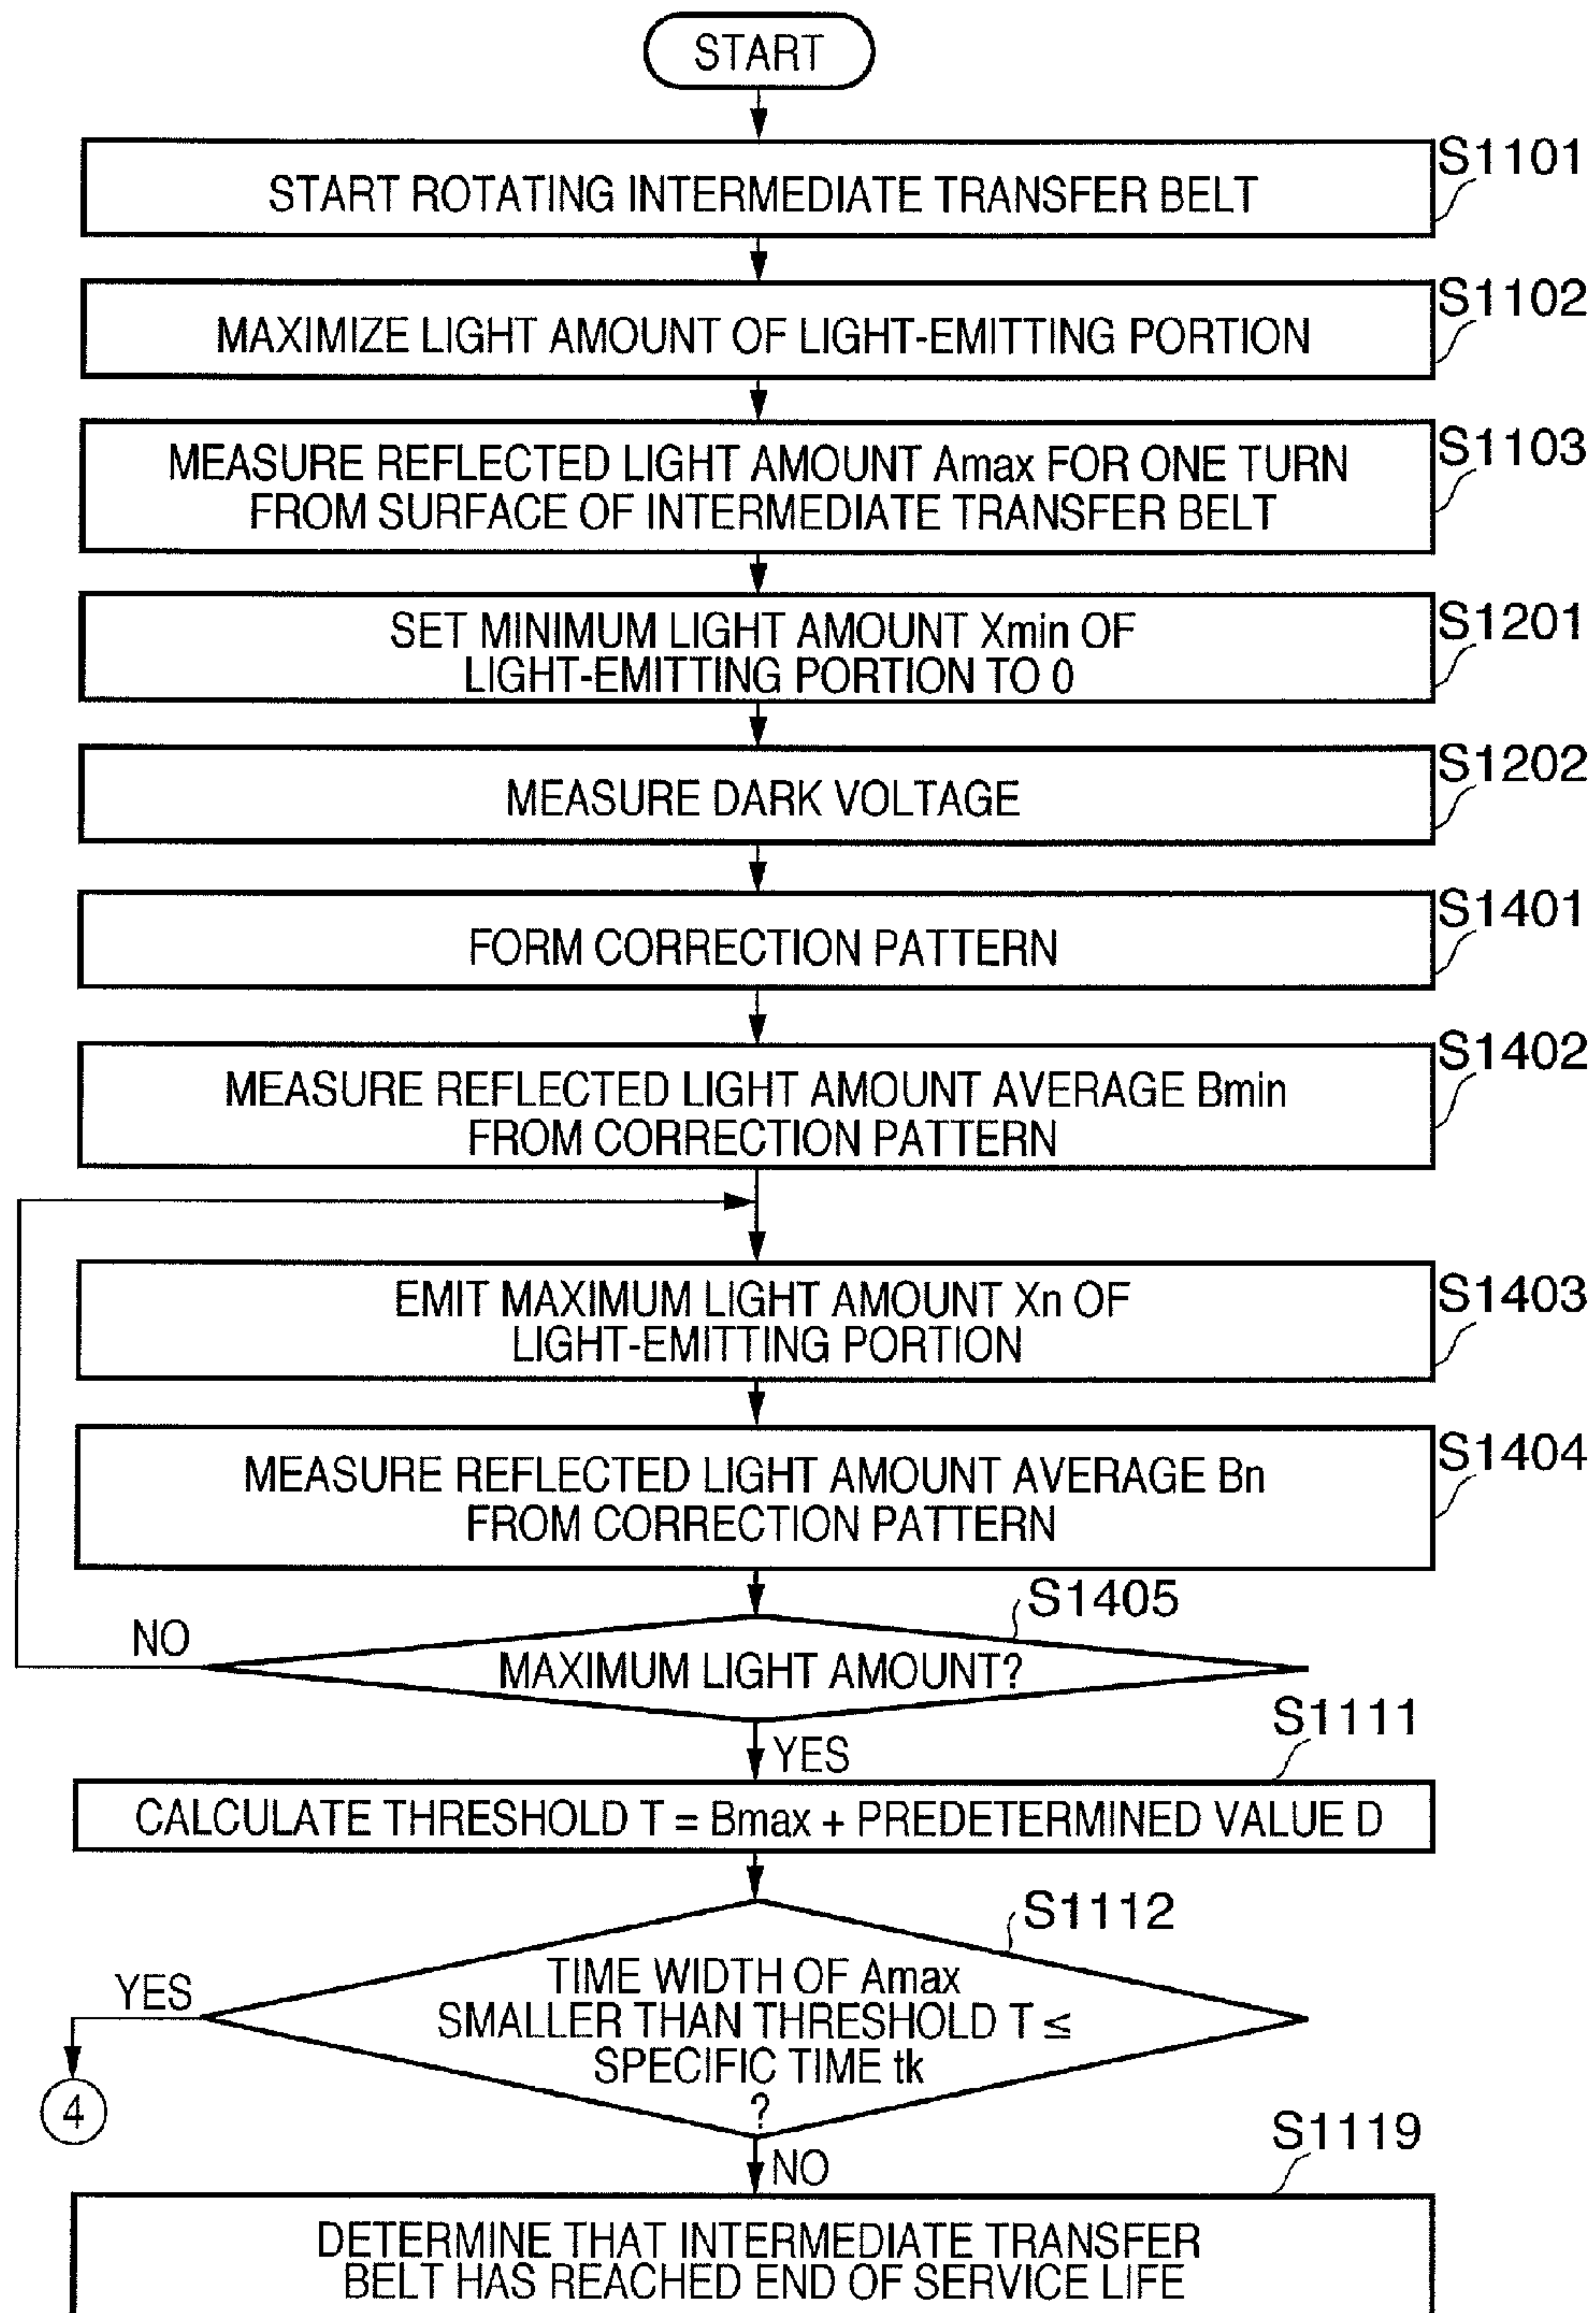 START
S1101
START ROTATING INTERMEDIATE TRANSFER BELT
S1102
MAXIMIZE LIGHT AMOUNT OF LIGHT-EMITTING PORTION
S1103
MEASURE REFLECTED LIGHT AMOUNT Amax FOR ONE TURN
FROM SURFACE OF INTERMEDIATE TRANSFER BELT
S1201
SET MINIMUM LIGHT AMOUNT Xmin OF
LIGHT-EMITTING PORTION TO 0
S1202
MEASURE DARK VOLTAGE
S1401
FORM CORRECTION PATTERN
S1402
MEASURE REFLECTED LIGHT AMOUNT AVERAGE Bmin
FROM CORRECTION PATTERN
S1403
EMIT MAXIMUM LIGHT AMOUNT Xn OF
LIGHT-EMITTING PORTION
S1404
MEASURE REFLECTED LIGHT AMOUNT AVERAGE Bn
FROM CORRECTION PATTERN
S1405
NO
MAXIMUM LIGHT AMOUNT?
YES
S1111
CALCULATE THRESHOLD T = Bmax + PREDETERMINED VALUE D
S1112
YES
TIME WIDTH OF Amax
SMALLER THAN THRESHOLD T ≤
SPECIFIC TIME tk
?
4
NO
S1119
DETERMINE THAT INTERMEDIATE TRANSFER
BELT HAS REACHED END OF SERVICE LIFE